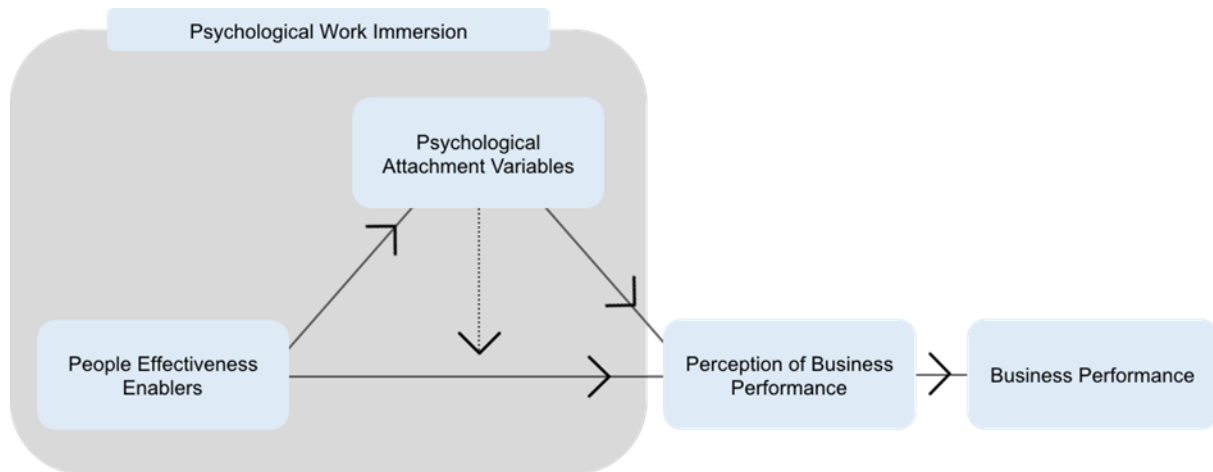 Psychological Work Immersion
Psychological
Attachment Variables
People Effectiveness
Enablers
Perception of Business
Performance
Business Performance